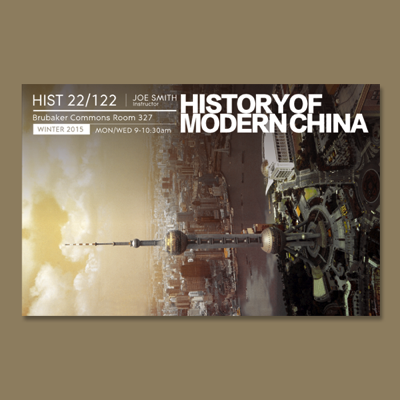 HIST 22/122
JOE SMITH
Instructor
Brubaker Commons Room 327
WINTER 2015
MON/WED 9-10:30am
HISTORY OF
MODERN CHINA